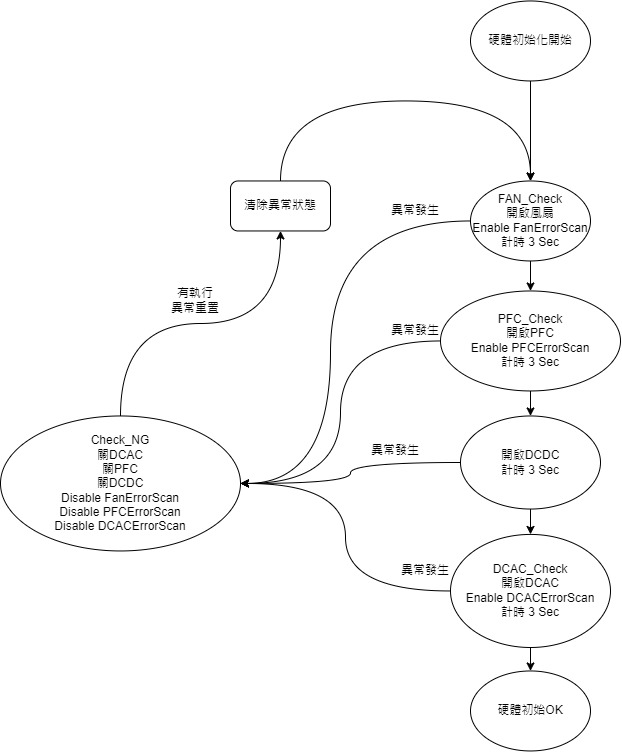 硬體初始化開始
清除異常狀態
異常發生
FAN_Check
開啟風扇
Enable FanErrorScan
計時 3 Sec
有執行
異常重置
異常發生
PFC_Check
開啟PFC
Enable PFCErrorScan
計時 3 Sec
Check_NG
關DCAC
關PFC
關DCDC
Disable FanErrorScan
Disable PFCErrorScan
Disable DCACErrorScan
異常發生
開啟DCDC
計時 3 Sec
異常發生
DCAC_Check
開啟DCAC
Enable DCACErrorScan
計時 3 Sec
硬體初始OK